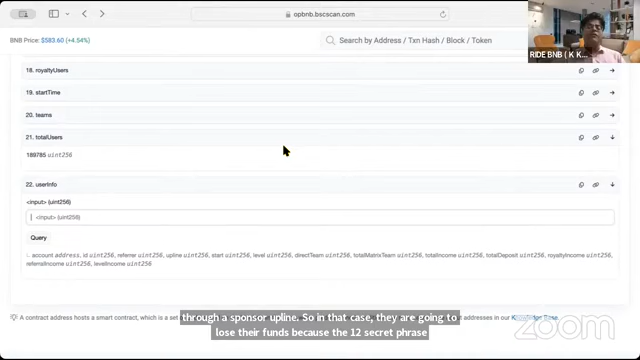 opbnb.bscscan.com
BNB Price: $583.60 (+4.54%)
Search by Address / Txn Hash / Block / Token
RIDE BNB ( K K
18. royaltyUsers
19. startTime
20. teams
21. totalUsers
189785 uint256
22. userInfo
<input> (uint256)
<input> (uint256)
Query
account address, id uint256, referrer uint256, upline uint256, start uint256, level uint256, directTeam uint256, totalMatrixTeam uint256, totalIncome uint256, totalDeposit uint256, royaltyIncome uint256,
referralIncome uint256, levelIncome uint256
A contract address hosts a smart contract, which is a set
addresses in our Knowledge Base.
through a sponsor upline. So in that case, they are going to
lose their funds because the 12 secret phrase
zoom